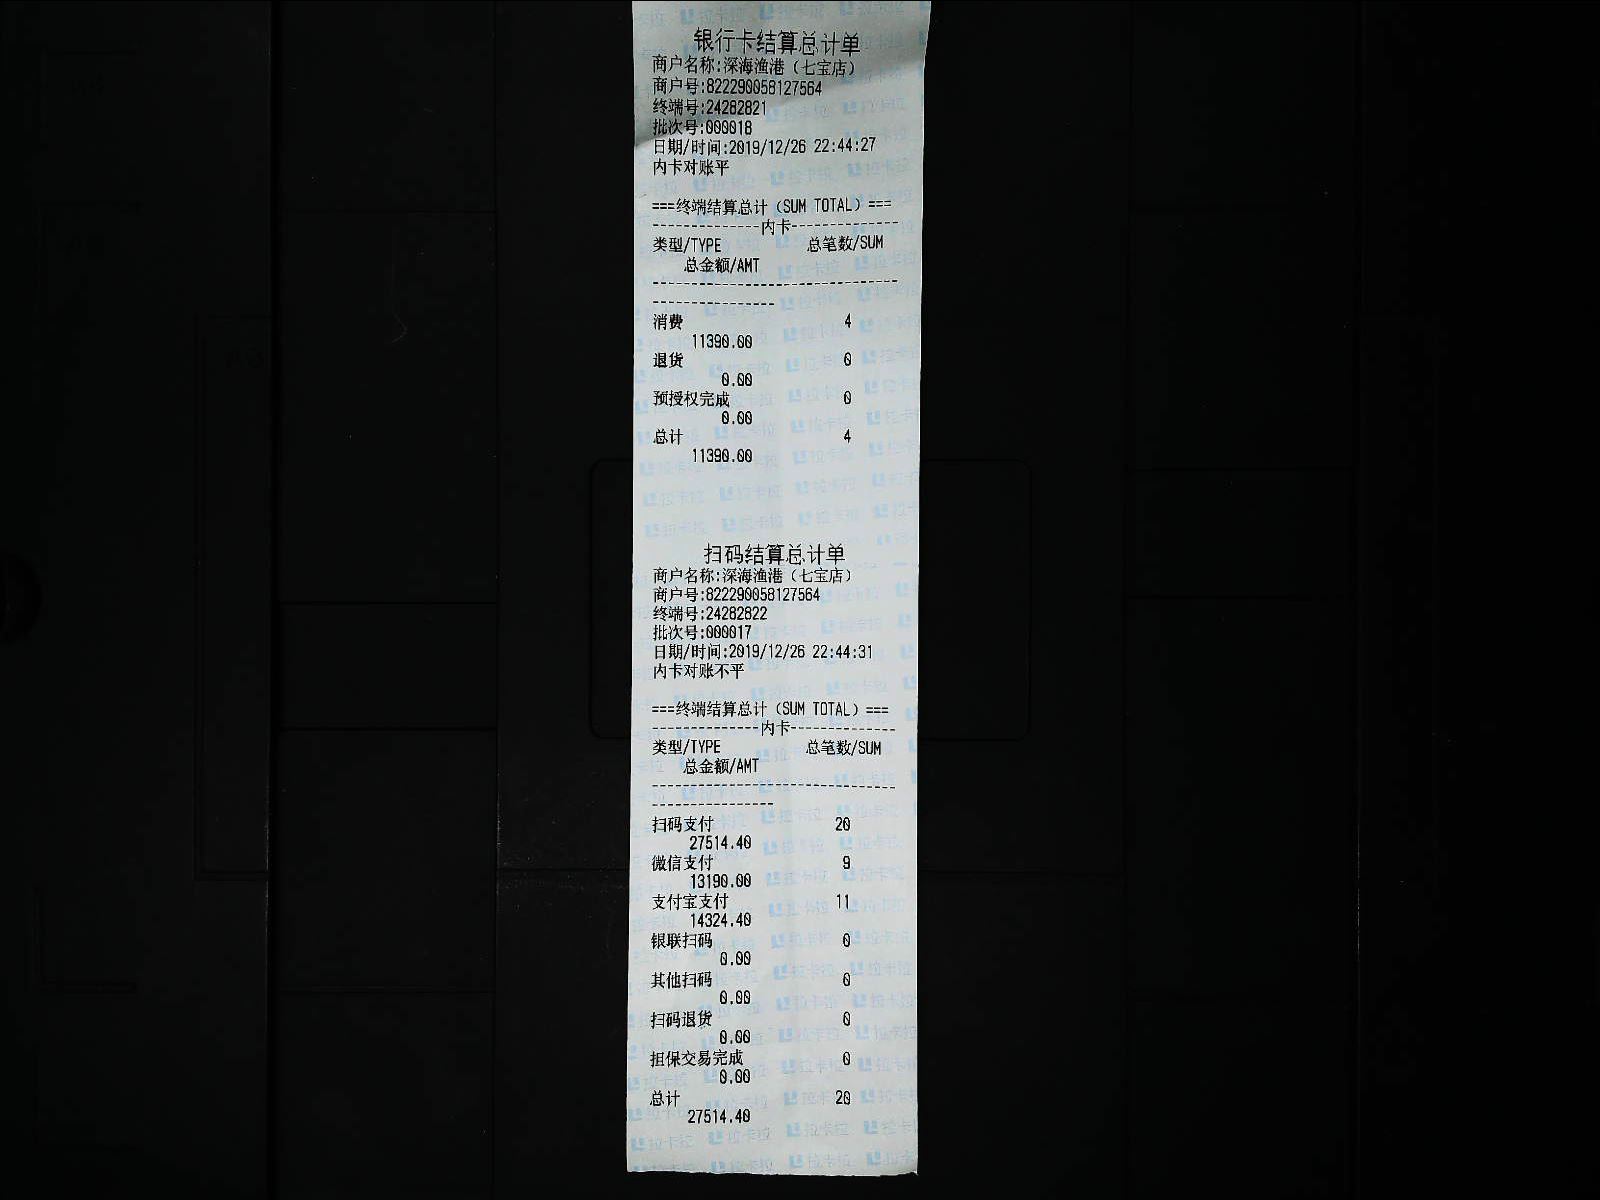 银行卡结算总计单
商户名称:深海渔港（七宝店）
商户号:822290058127564
终端号:24282821
批次号:000018
日期/时间:2019/12/26 22:44:27
内卡对账平
===终端结算总计（SUM TOTAL）===
--------------内卡--------------
类型/TYPE 总笔数/SUM
总金额/AMT
--------------------------------
----------------
消费 4
11390.00
退货 0
0.00
预授权完成 0
0.00
总计 4
11390.00
扫码结算总计单
商户名称:深海渔港（七宝店）
商户号:822290058127564
终端号:24282822
批次号:000017
日期/时间:2019/12/26 22:44:31
内卡对账不平
===终端结算总计（SUM TOTAL）===
--------------内卡--------------
类型/TYPE 总笔数/SUM
总金额/AMT
--------------------------------
----------------
扫码支付 20
27514.40
微信支付 9
13190.00
支付宝支付 11
14324.40
银联扫码 0
0.00
其他扫码 0
0.00
扫码退货 0
0.00
担保交易完成 0
0.00
总计 20
27514.40